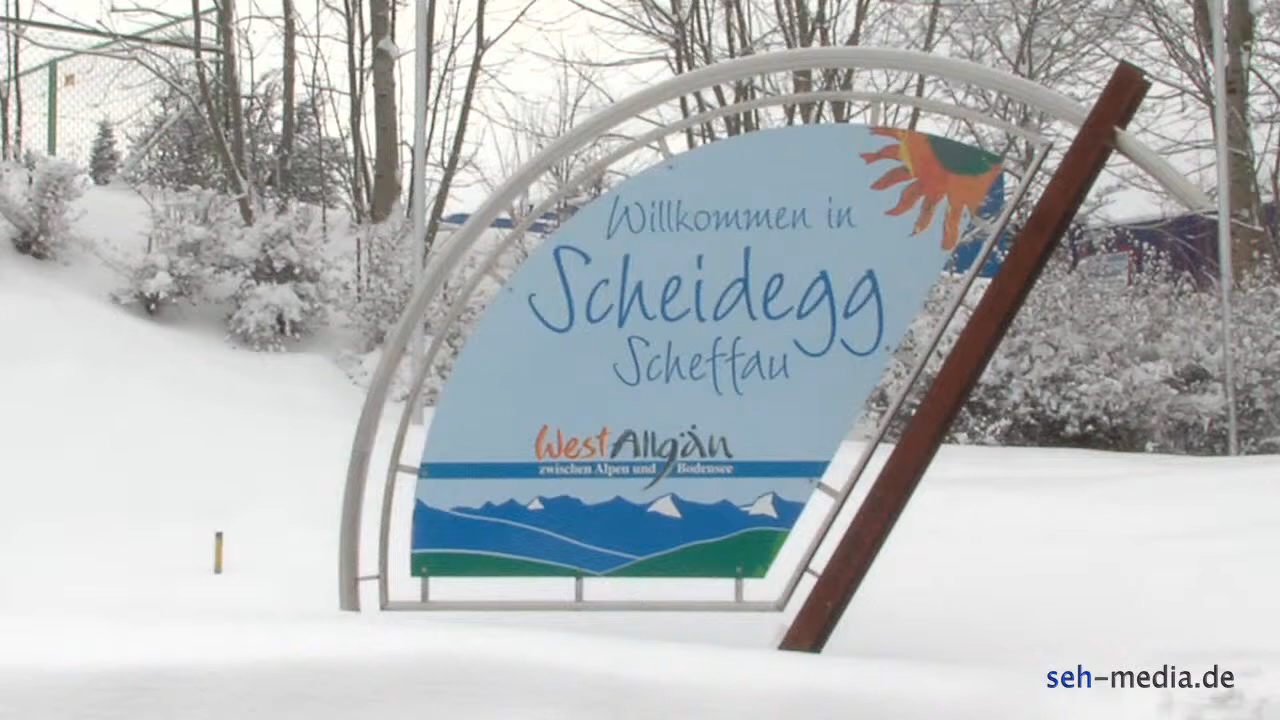 Willkommen in
Scheidegg
Scheffau
WestAllgäu
zwischen Alpen und Bodensee
seh-media.de